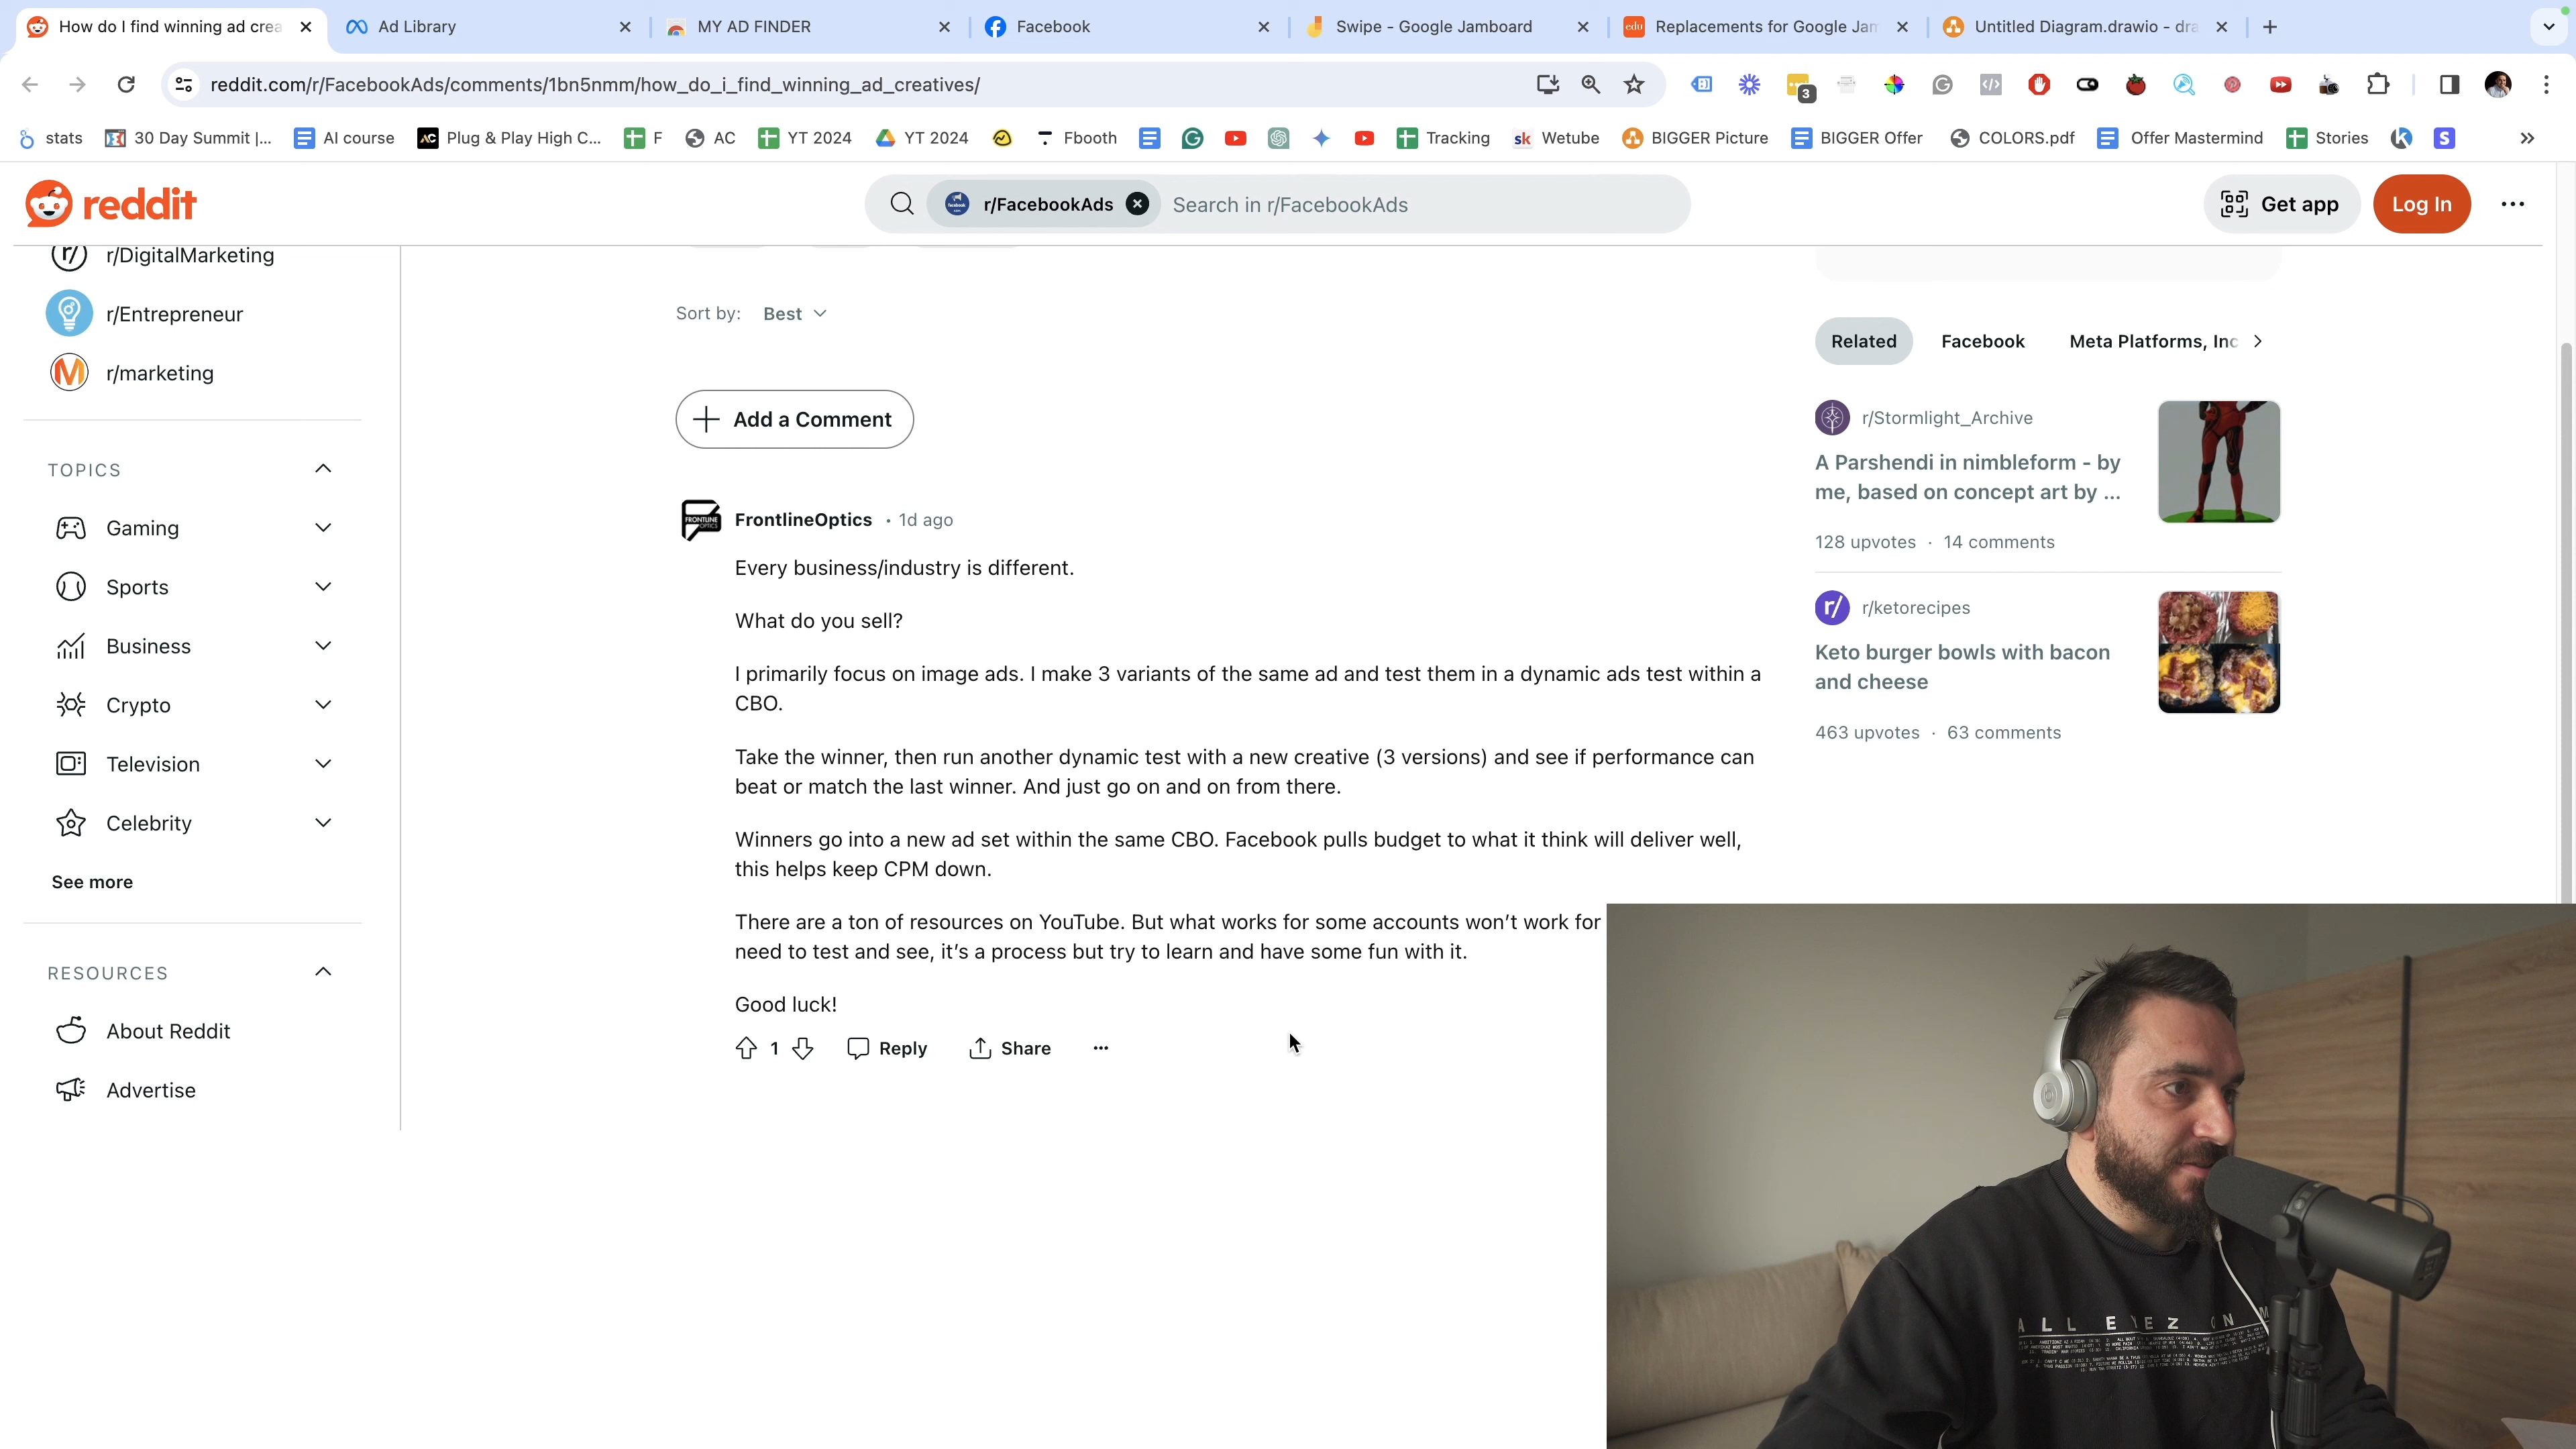 How do I find winning ad crea
Ad Library
MY AD FINDER
Facebook
Swipe - Google Jamboard
Replacements for Google Jam
Untitled Diagram.drawio - dra
reddit.com/r/FacebookAds/comments/1bn5nmm/how_do_i_find_winning_ad_creatives/
3
stats
30 Day Summit |...
AI course
Plug & Play High C...
F
AC
YT 2024
YT 2024
Fbooth
Tracking
Wetube
BIGGER Picture
BIGGER Offer
COLORS.pdf
Offer Mastermind
Stories
reddit
r/FacebookAds
Search in r/FacebookAds
Get app
Log In
r/DigitalMarketing
r/Entrepreneur
r/marketing
TOPICS
Gaming
Sports
Business
Crypto
Television
Celebrity
See more
RESOURCES
About Reddit
Advertise
Sort by: Best
Add a Comment
FrontlineOptics • 1d ago
Every business/industry is different.
What do you sell?
I primarily focus on image ads. I make 3 variants of the same ad and test them in a dynamic ads test within a
CBO.
Take the winner, then run another dynamic test with a new creative (3 versions) and see if performance can
beat or match the last winner. And just go on and on from there.
Winners go into a new ad set within the same CBO. Facebook pulls budget to what it think will deliver well,
this helps keep CPM down.
There are a ton of resources on YouTube. But what works for some accounts won’t work for
need to test and see, it’s a process but try to learn and have some fun with it.
Good luck!
1
Reply
Share
Related
Facebook
Meta Platforms, Inc
r/Stormlight_Archive
A Parshendi in nimbleform - by
me, based on concept art by ...
128 upvotes · 14 comments
r/ketorecipes
Keto burger bowls with bacon
and cheese
463 upvotes · 63 comments
ALL EYEZ ON M